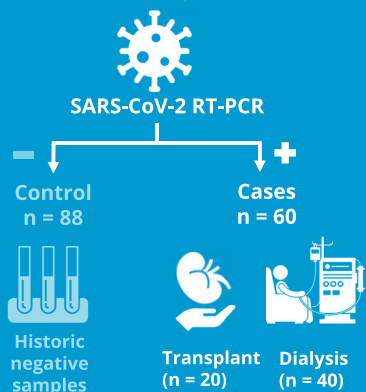 SARS-CoV-2 RT-PCR
Control
n = 88
Cases
n = 60
Historic
negative
samples
Transplant
(n = 20)
Dialysis
(n = 40)